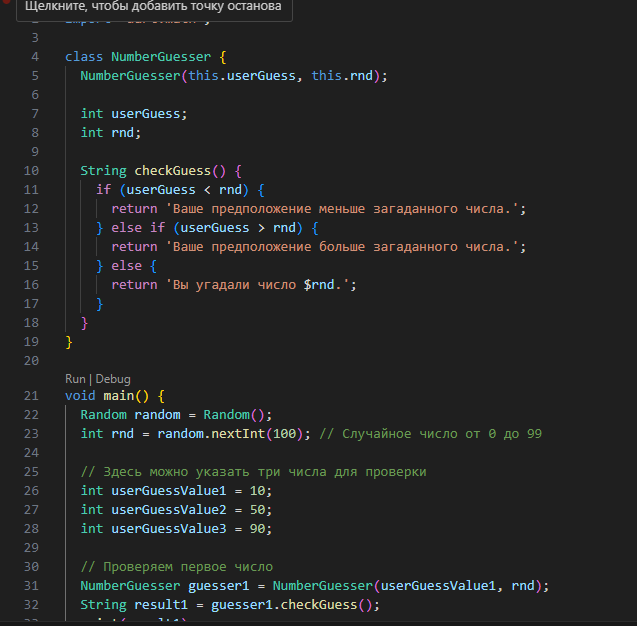 Щелкните, чтобы добавить точку останова
3
4 class NumberGuesser {
5 NumberGuesser(this.userGuess, this.rnd);
6
7 int userGuess;
8 int rnd;
9
10 String checkGuess() {
11 if (userGuess < rnd) {
12 return 'Ваше предположение меньше загаданного числа.';
13 } else if (userGuess > rnd) {
14 return 'Ваше предположение больше загаданного числа.';
15 } else {
16 return 'Вы угадали число $rnd.';
17 }
18 }
19 }
20
Run | Debug
21 void main() {
22 Random random = Random();
23 int rnd = random.nextInt(100); // Случайное число от 0 до 99
24
25 // Здесь можно указать три числа для проверки
26 int userGuessValue1 = 10;
27 int userGuessValue2 = 50;
28 int userGuessValue3 = 90;
29
30 // Проверяем первое число
31 NumberGuesser guesser1 = NumberGuesser(userGuessValue1, rnd);
32 String result1 = guesser1.checkGuess();